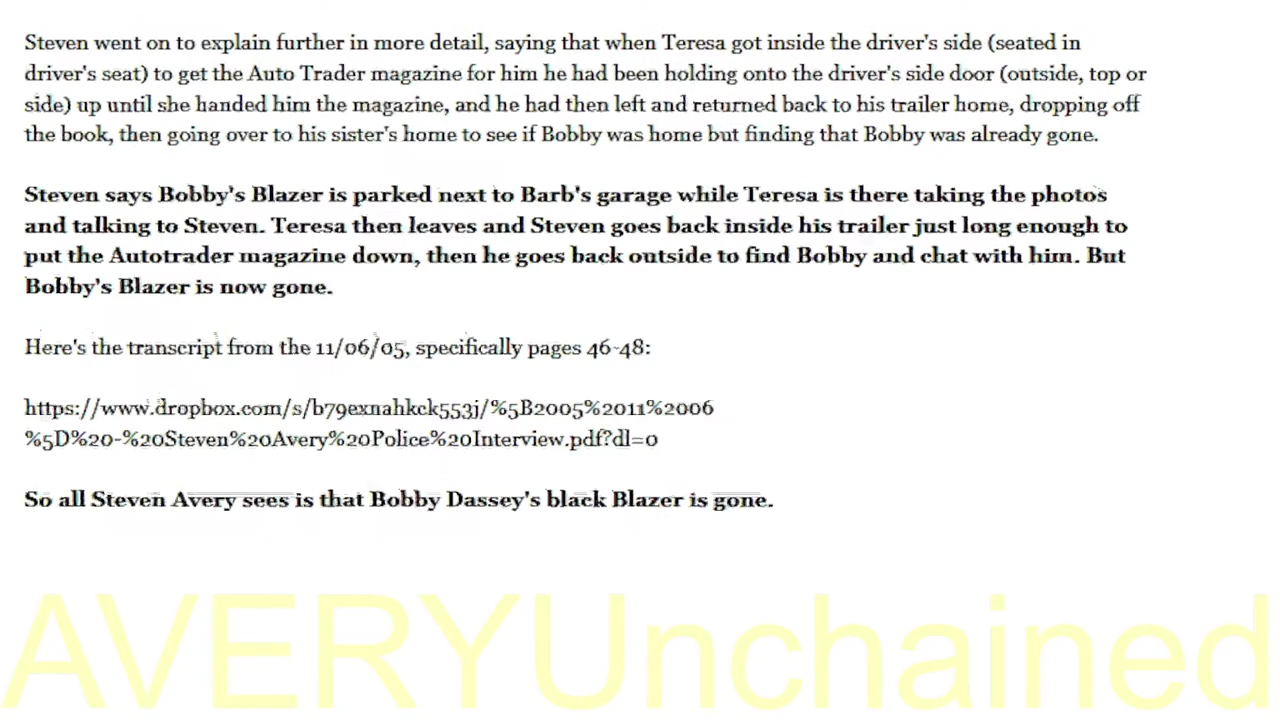 Steven went on to explain further in more detail, saying that when Teresa got inside the driver's side (seated in
driver's seat) to get the Auto Trader magazine for him he had been holding onto the driver's side door (outside, top or
side) up until she handed him the magazine, and he had then left and returned back to his trailer home, dropping off
the book, then going over to his sister's home to see if Bobby was home but finding that Bobby was already gone.
Steven says Bobby's Blazer is parked next to Barb's garage while Teresa is there taking the photos
and talking to Steven. Teresa then leaves and Steven goes back inside his trailer just long enough to
put the Autotrader magazine down, then he goes back outside to find Bobby and chat with him. But
Bobby's Blazer is now gone.
Here's the transcript from the 11/06/05, specifically pages 46-48:
https://www.dropbox.com/s/b79exnahkck553j/%5B2005%2011%2006
%5D%20-%20Steven%20Avery%20Police%20Interview.pdf?dl=0
So all Steven Avery sees is that Bobby Dassey's black Blazer is gone.
AVERYUnchained